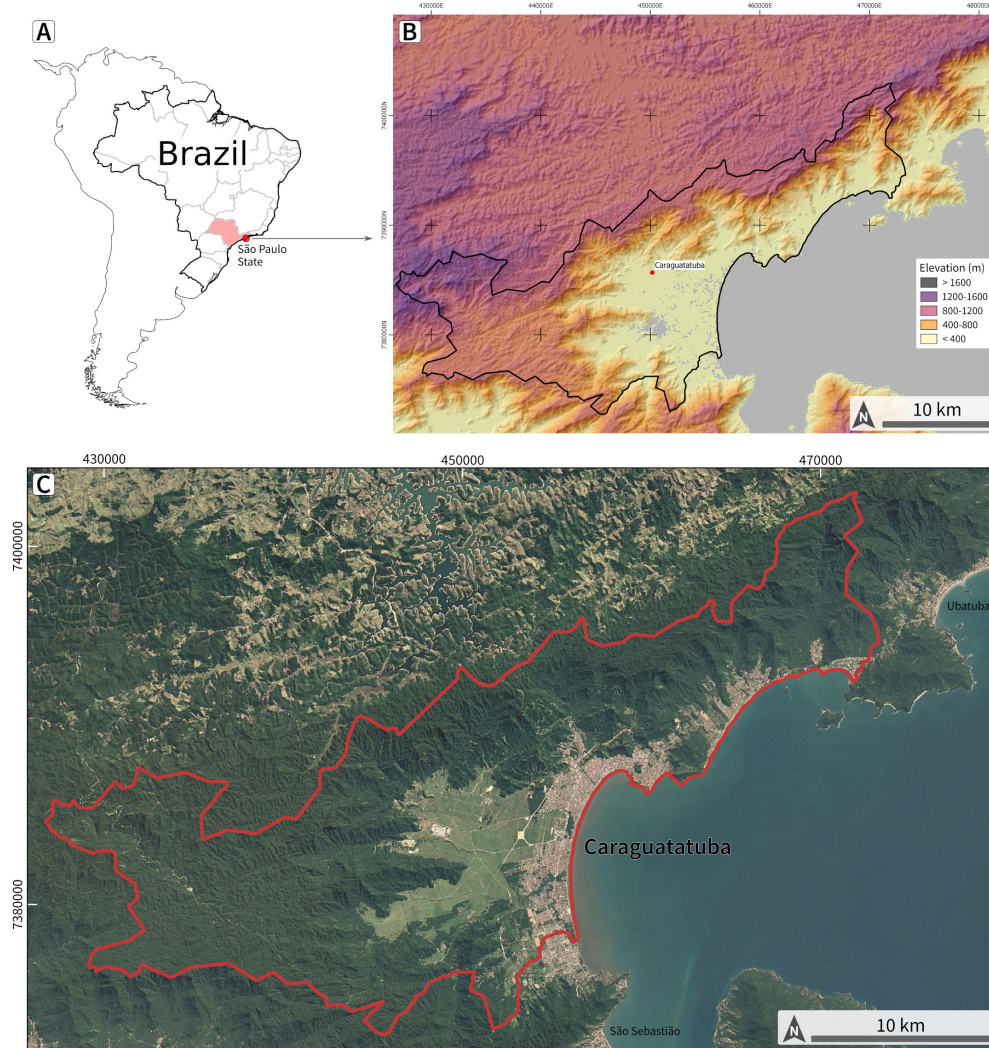 A
Brazil
São Paulo
State
B
430000E
440000E
450000E
460000E
470000E
480000
7400000N
7390000N
7380000N
Caraguatatuba
Elevation (m)
> 1600
1200-1600
800-1200
400-800
< 400
N
10 km
C
430000
450000
470000
7400000
7380000
Ubatuba
Caraguatatuba
São Sebastião
N
10 km